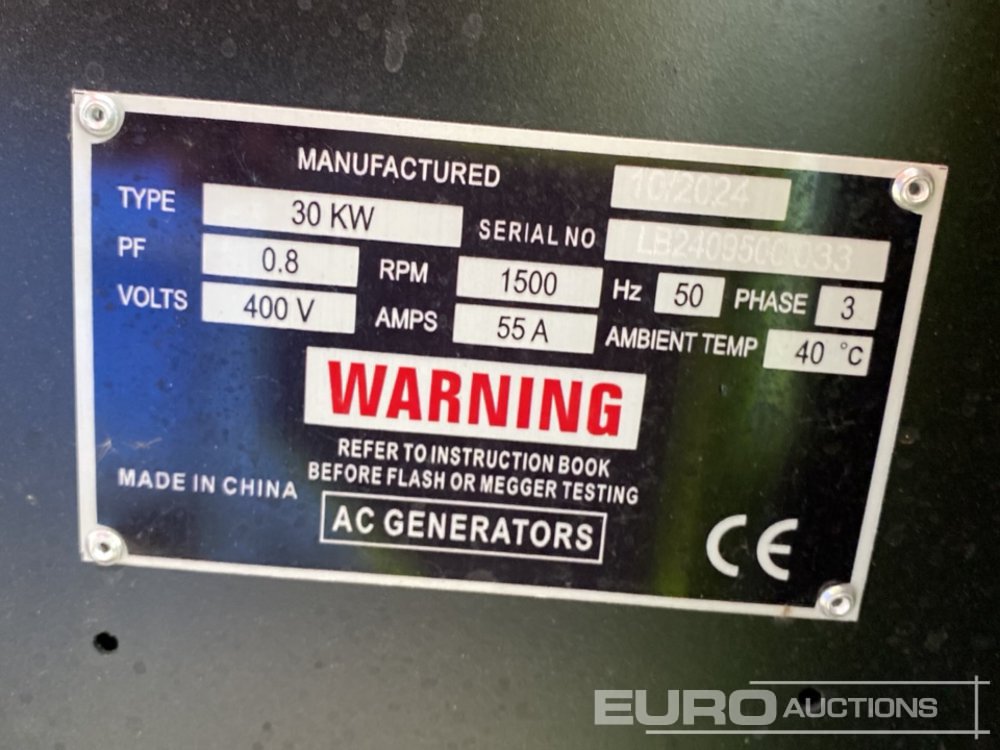 MANUFACTURED 10/2024
TYPE 30 KW SERIAL NO LB2409500033
PF 0.8 RPM 1500 Hz 50 PHASE 3
VOLTS 400 V AMPS 55 A AMBIENT TEMP 40 °C
WARNING
REFER TO INSTRUCTION BOOK
BEFORE FLASH OR MEGGER TESTING
MADE IN CHINA
AC GENERATORS
CE
EURO AUCTIONS